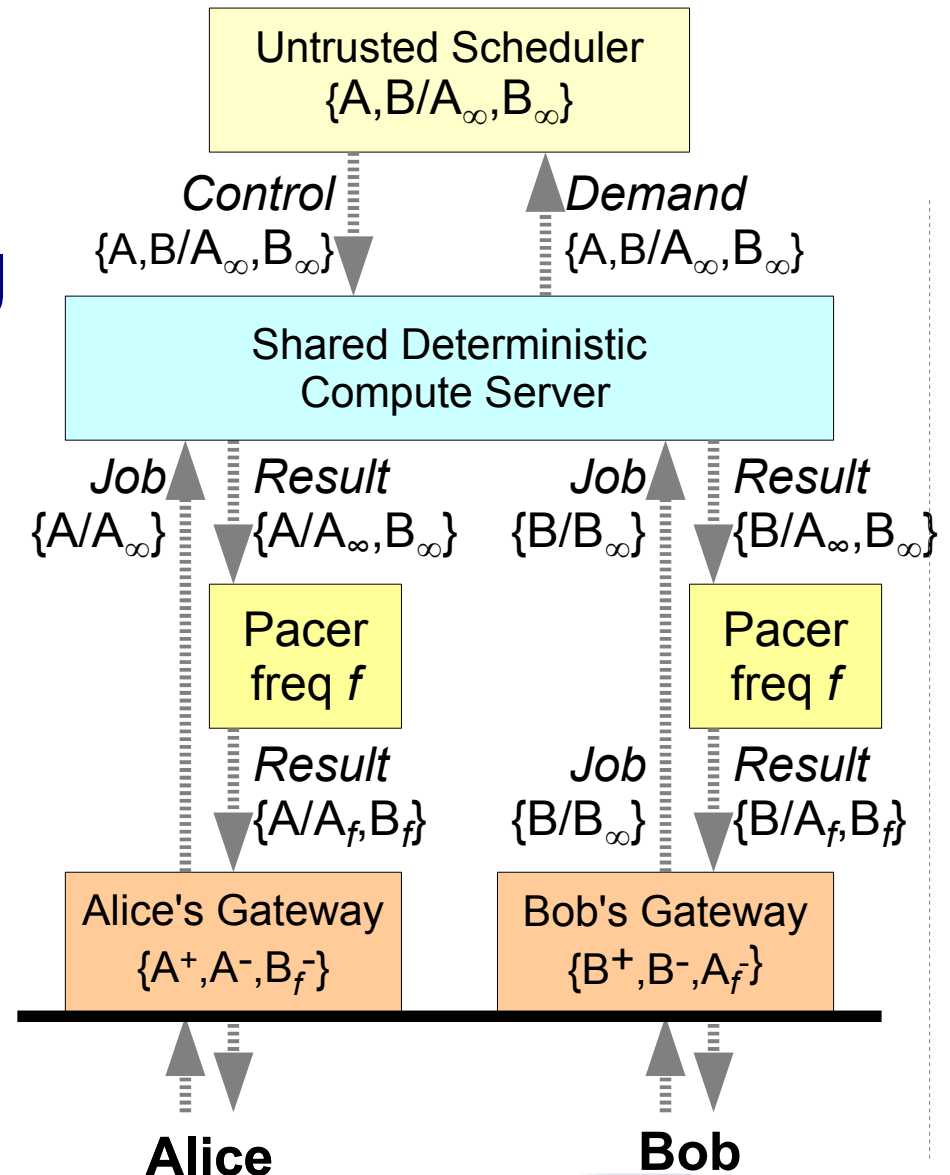 Untrusted Scheduler
{A,B/A∞,B∞}
Control
{A,B/A∞,B∞}
Demand
{A,B/A∞,B∞}
Shared Deterministic
Compute Server
Job
{A/A∞}
Result
{A/A∞,B∞}
Job
{B/B∞}
Result
{B/A∞,B∞}
Pacer
freq f
Pacer
freq f
Result
{A/Af,Bf}
Job
{B/B∞}
Result
{B/Af,Bf}
Alice's Gateway
{A⁺,A⁻,Bf⁻}
Bob's Gateway
{B⁺,B⁻,Af⁻}
Alice
Bob